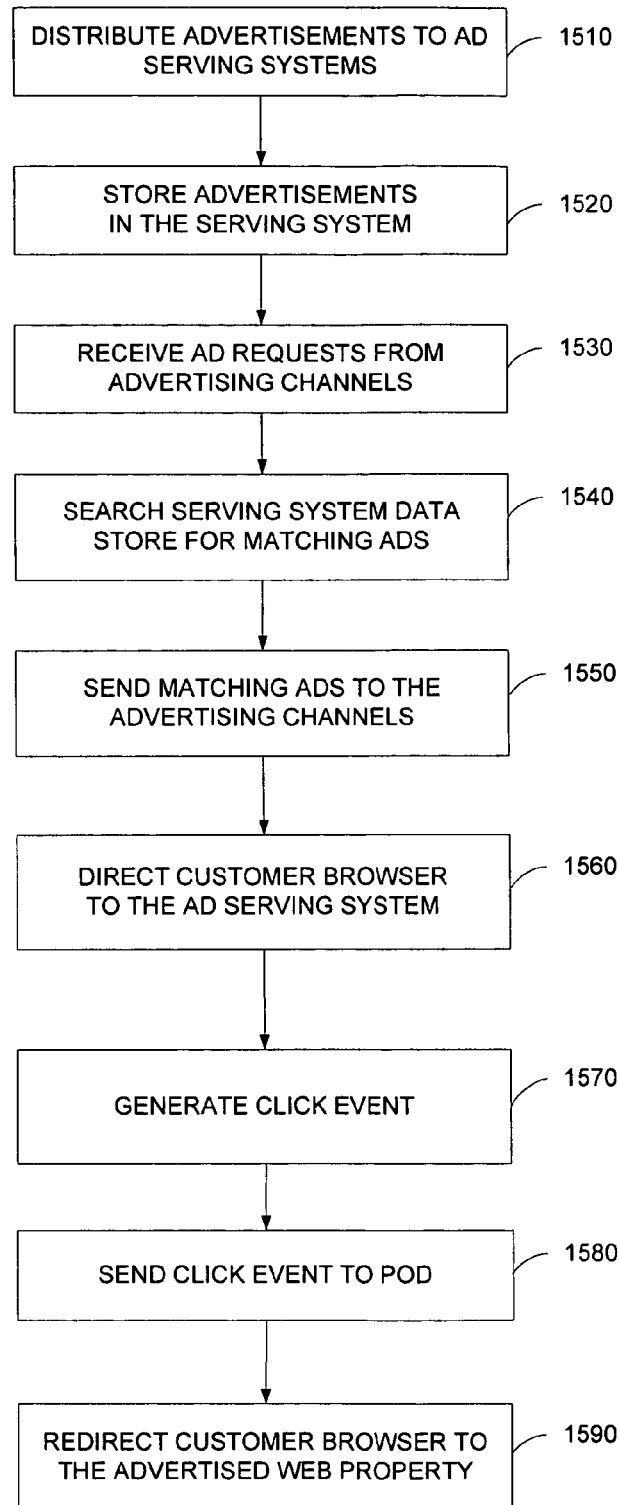 DISTRIBUTE ADVERTISEMENTS TO AD
SERVING SYSTEMS
1510
STORE ADVERTISEMENTS
IN THE SERVING SYSTEM
1520
RECEIVE AD REQUESTS FROM
ADVERTISING CHANNELS
1530
SEARCH SERVING SYSTEM DATA
STORE FOR MATCHING ADS
1540
SEND MATCHING ADS TO THE
ADVERTISING CHANNELS
1550
DIRECT CUSTOMER BROWSER
TO THE AD SERVING SYSTEM
1560
GENERATE CLICK EVENT
1570
SEND CLICK EVENT TO POD
1580
REDIRECT CUSTOMER BROWSER TO
THE ADVERTISED WEB PROPERTY
1590